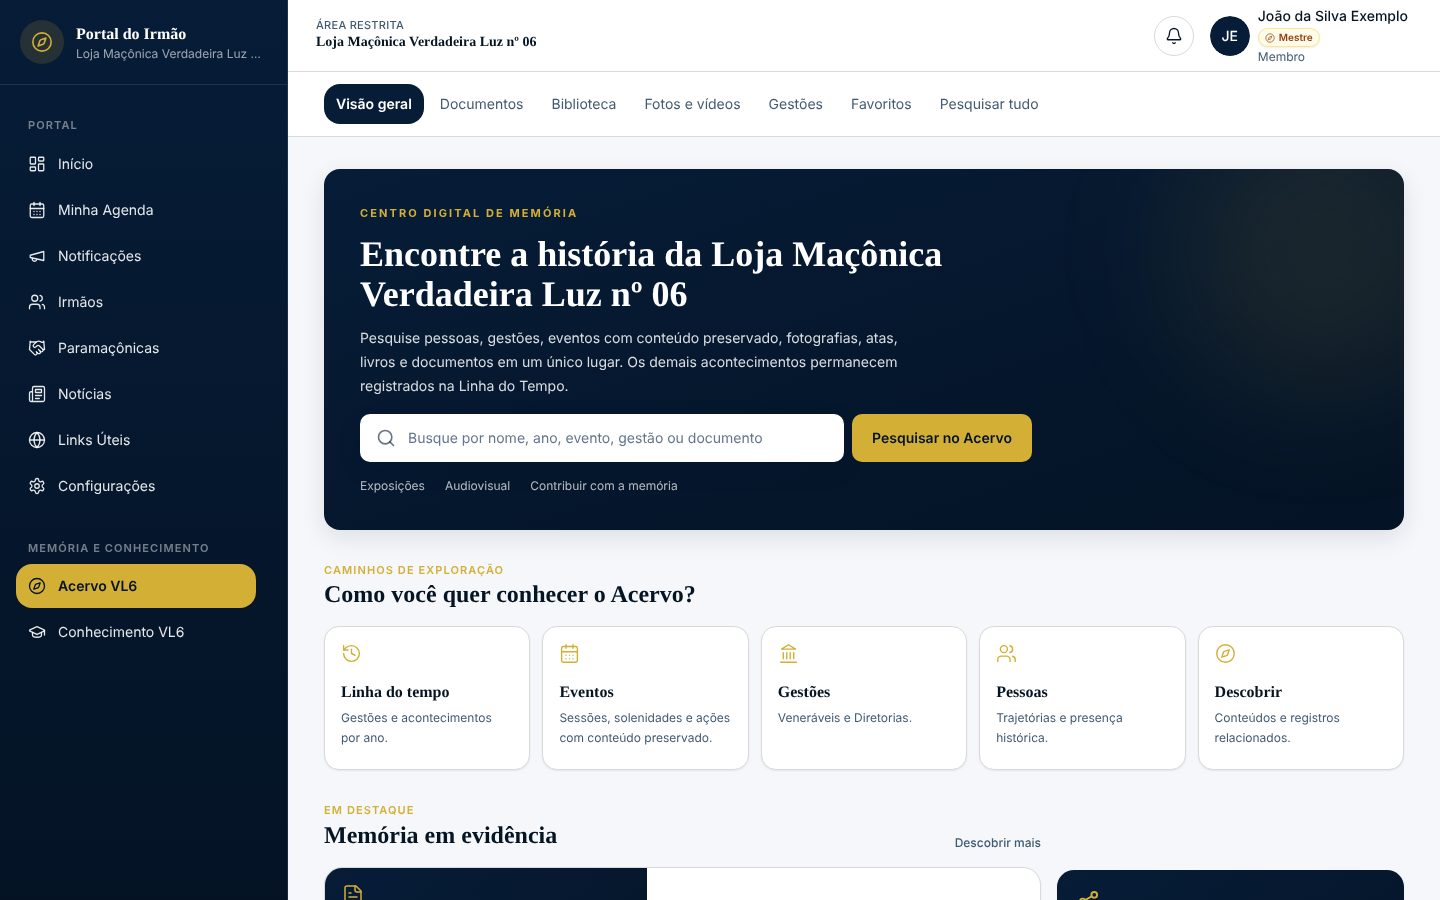 Portal do Irmão
Loja Maçônica Verdadeira Luz ...
PORTAL
Início
Minha Agenda
Notificações
Irmãos
Paramaçônicas
Notícias
Links Úteis
Configurações
MEMÓRIA E CONHECIMENTO
Acervo VL6
Conhecimento VL6
ÁREA RESTRITA
Loja Maçônica Verdadeira Luz nº 06
JE
João da Silva Exemplo
Mestre
Membro
Visão geral
Documentos
Biblioteca
Fotos e vídeos
Gestões
Favoritos
Pesquisar tudo
CENTRO DIGITAL DE MEMÓRIA
Encontre a história da Loja Maçônica
Verdadeira Luz nº 06
Pesquise pessoas, gestões, eventos com conteúdo preservado, fotografias, atas,
livros e documentos em um único lugar. Os demais acontecimentos permanecem
registrados na Linha do Tempo.
Busque por nome, ano, evento, gestão ou documento
Pesquisar no Acervo
Exposições
Audiovisual
Contribuir com a memória
CAMINHOS DE EXPLORAÇÃO
Como você quer conhecer o Acervo?
Linha do tempo
Gestões e acontecimentos
por ano.
Eventos
Sessões, solenidades e ações
com conteúdo preservado.
Gestões
Veneráveis e Diretorias.
Pessoas
Trajetórias e presença
histórica.
Descobrir
Conteúdos e registros
relacionados.
EM DESTAQUE
Memória em evidência
Descobrir mais